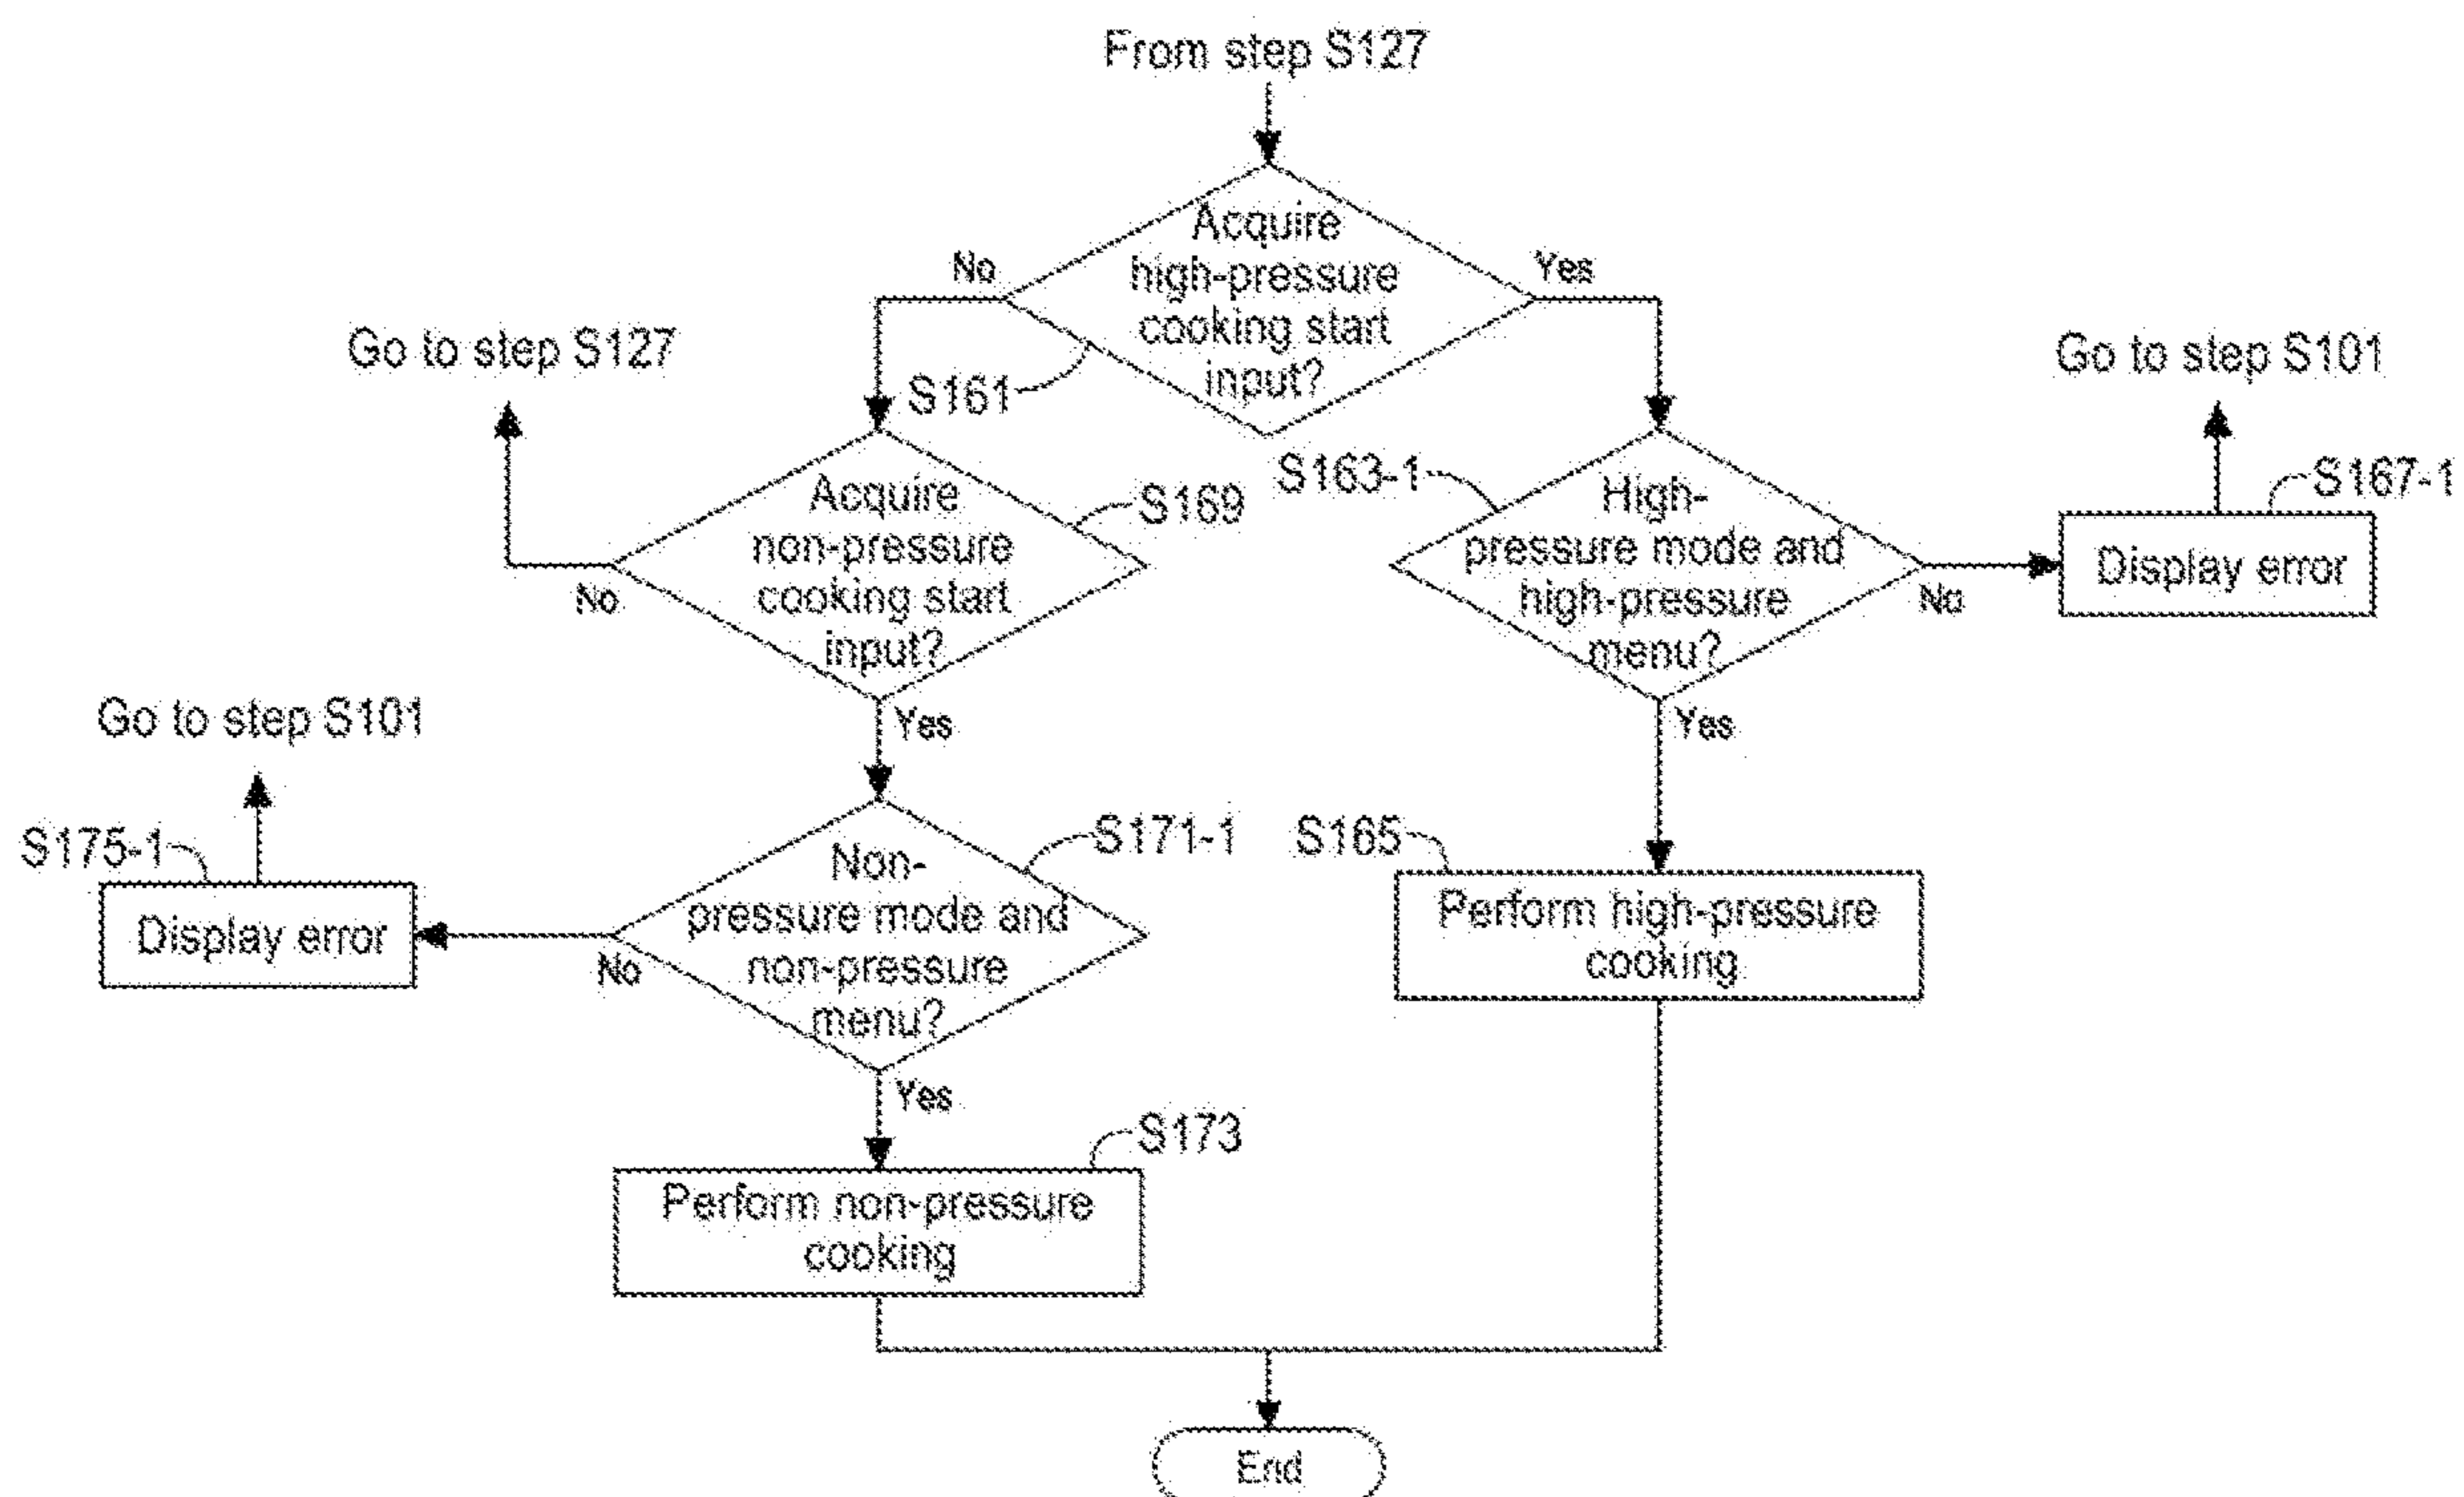 From step S127
Acquire
high-pressure
cooking start
input?
No
Yes
S161
Go to step S127
Go to step S101
Acquire
non-pressure
cooking start
input?
S169
No
Yes
S163-1
High-
pressure mode and
high-pressure
menu?
No
Yes
S167-1
Display error
Go to step S101
S175-1
Display error
Non-
pressure mode and
non-pressure
menu?
S171-1
No
Yes
S165
Perform high-pressure
cooking
S173
Perform non-pressure
cooking
End